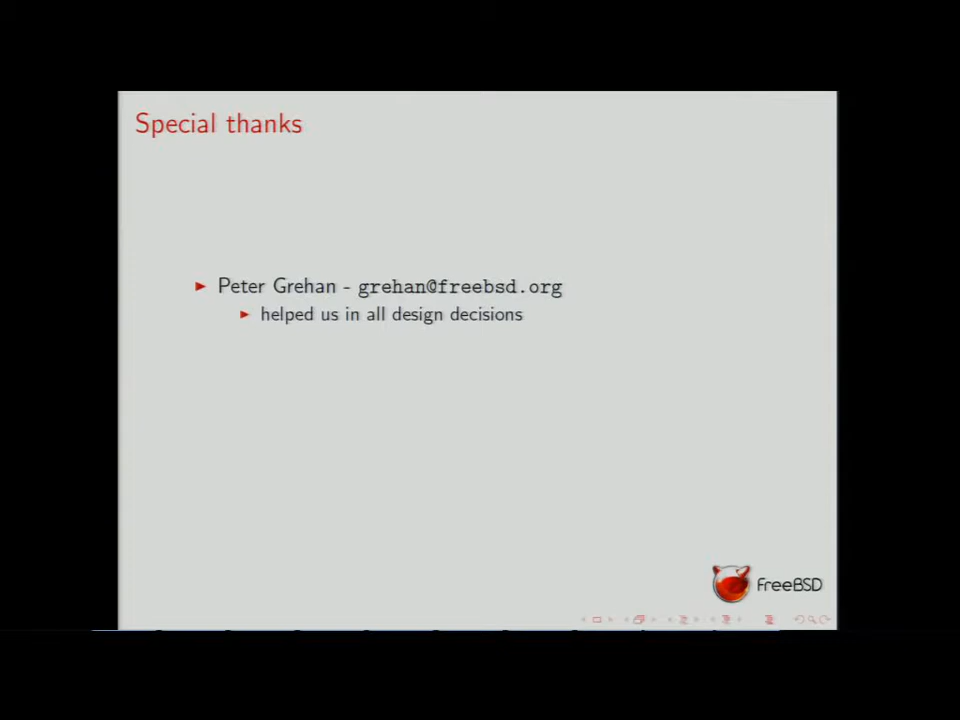 Special thanks
Peter Grehan - grehan@freebsd.org
helped us in all design decisions
FreeBSD